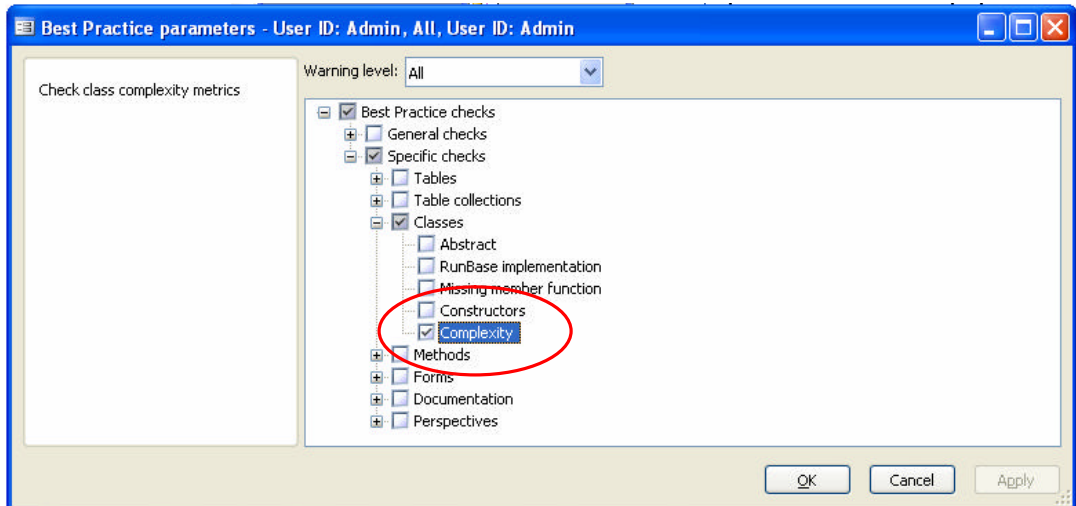 Best Practice parameters - User ID: Admin, All, User ID: Admin
Check class complexity metrics
Warning level: All
Best Practice checks
General checks
Specific checks
Tables
Table collections
Classes
Abstract
RunBase implementation
Missing member function
Constructors
Complexity
Methods
Forms
Documentation
Perspectives
OK Cancel Apply